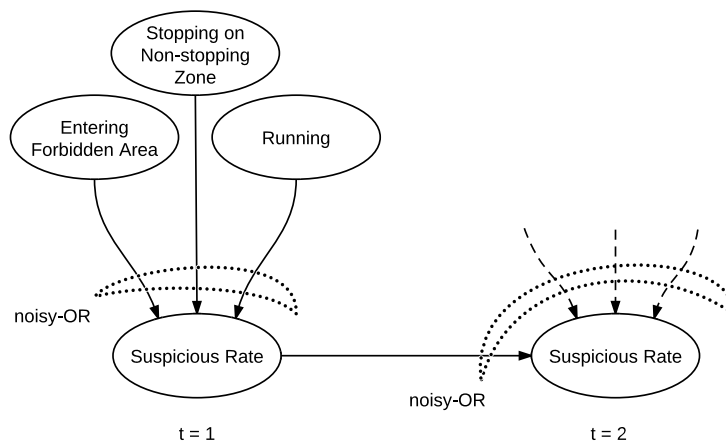 Stopping on
Non-stopping
Zone
Entering
Forbidden Area
Running
noisy-OR
Suspicious Rate
Suspicious Rate
noisy-OR
t = 1
t = 2